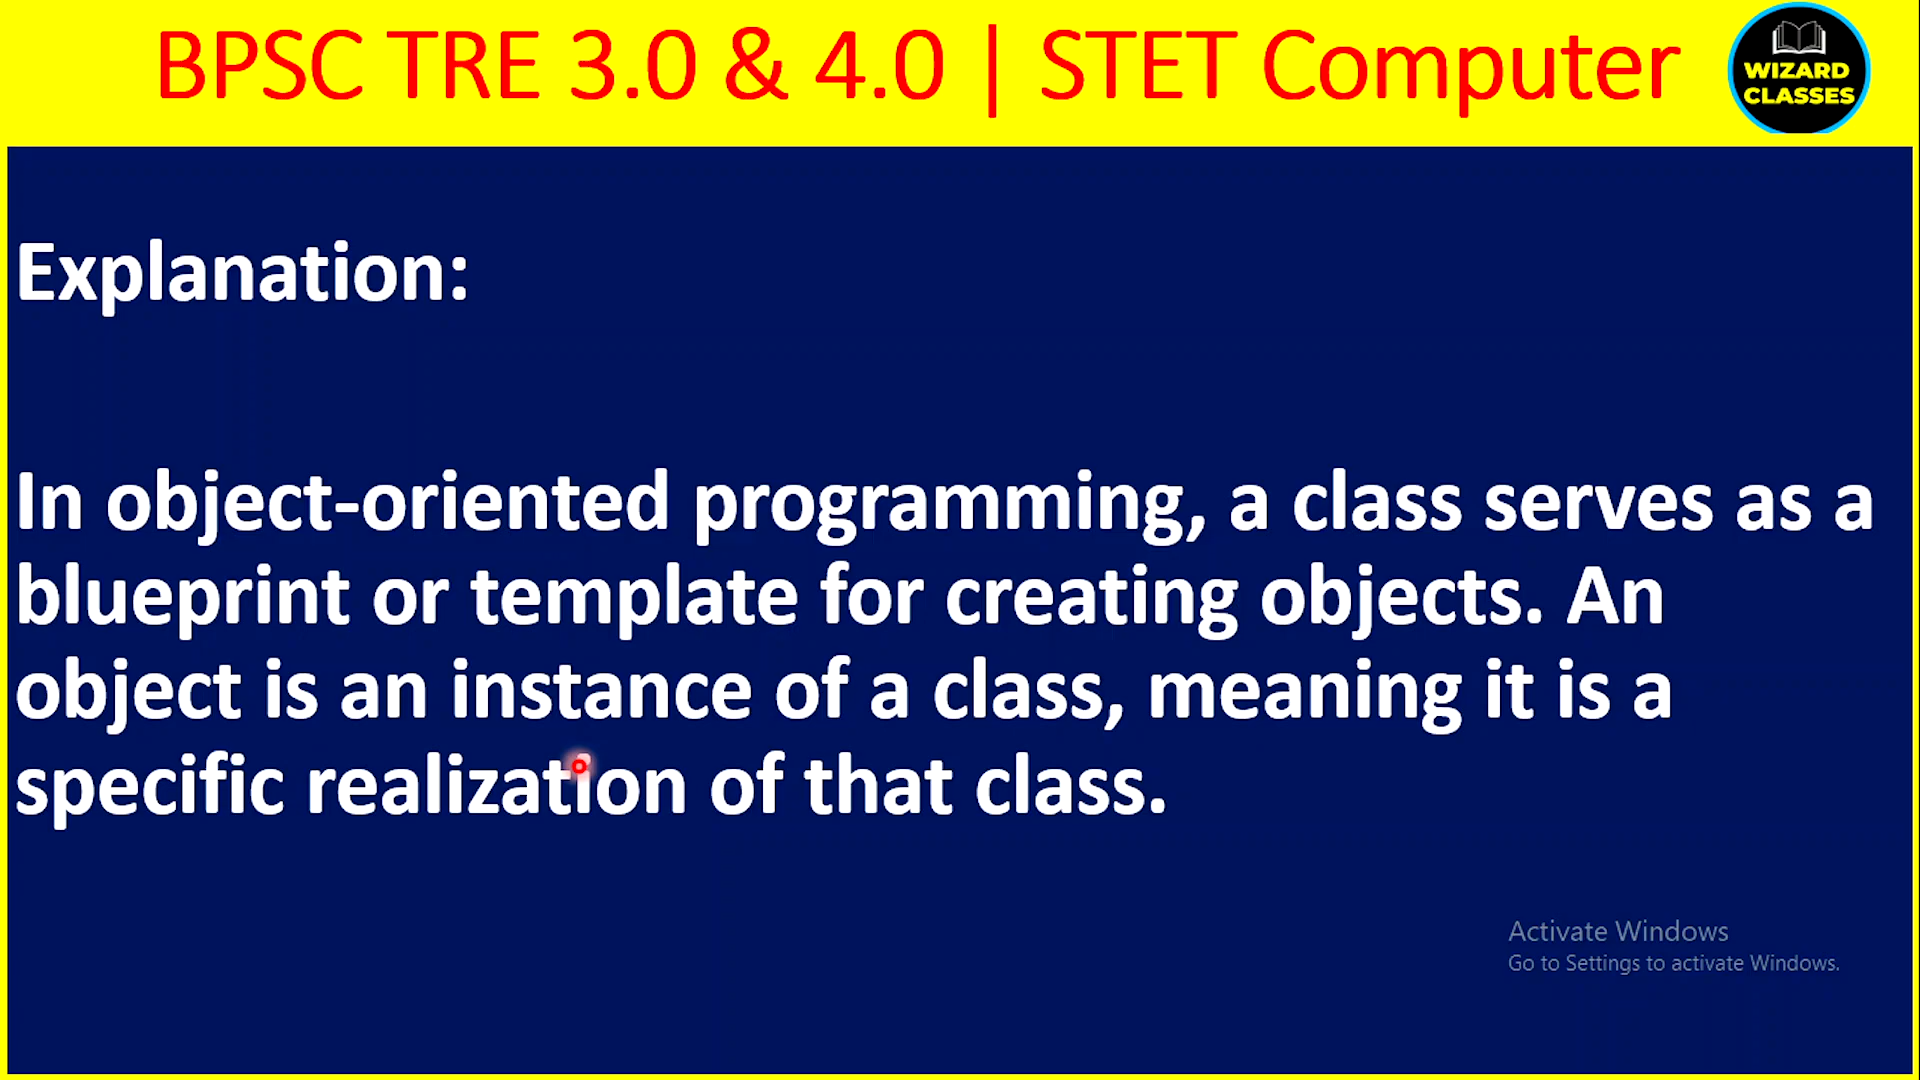 BPSC TRE 3.0 & 4.0 | STET Computer
WIZARD
CLASSES
Explanation:
In object-oriented programming, a class serves as a
blueprint or template for creating objects. An
object is an instance of a class, meaning it is a
specific realization of that class.
Activate Windows
Go to Settings to activate Windows.